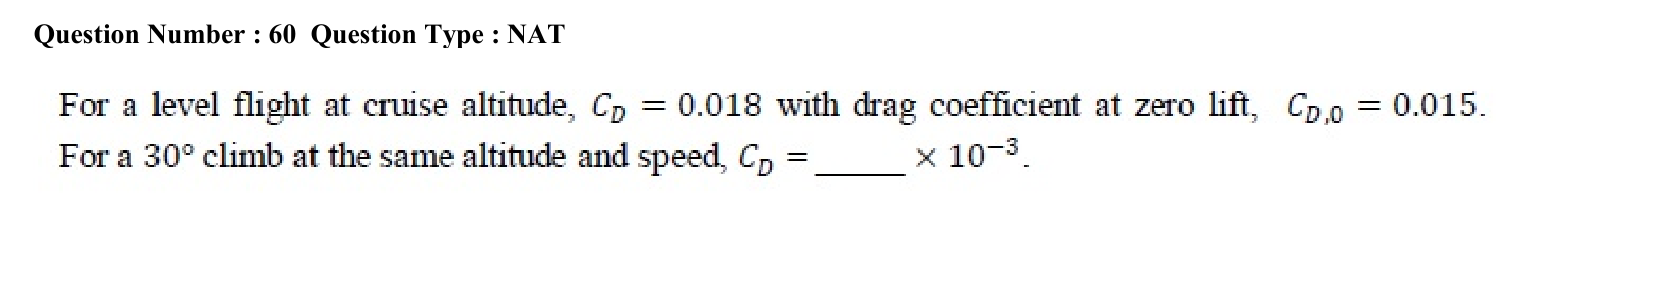 Question Number : 60 Question Type : NAT
For a level flight at cruise altitude, C_D = 0.018 with drag coefficient at zero lift, C_{D,0} = 0.015.
For a 30° climb at the same altitude and speed, C_D = _____ × 10^{-3}.